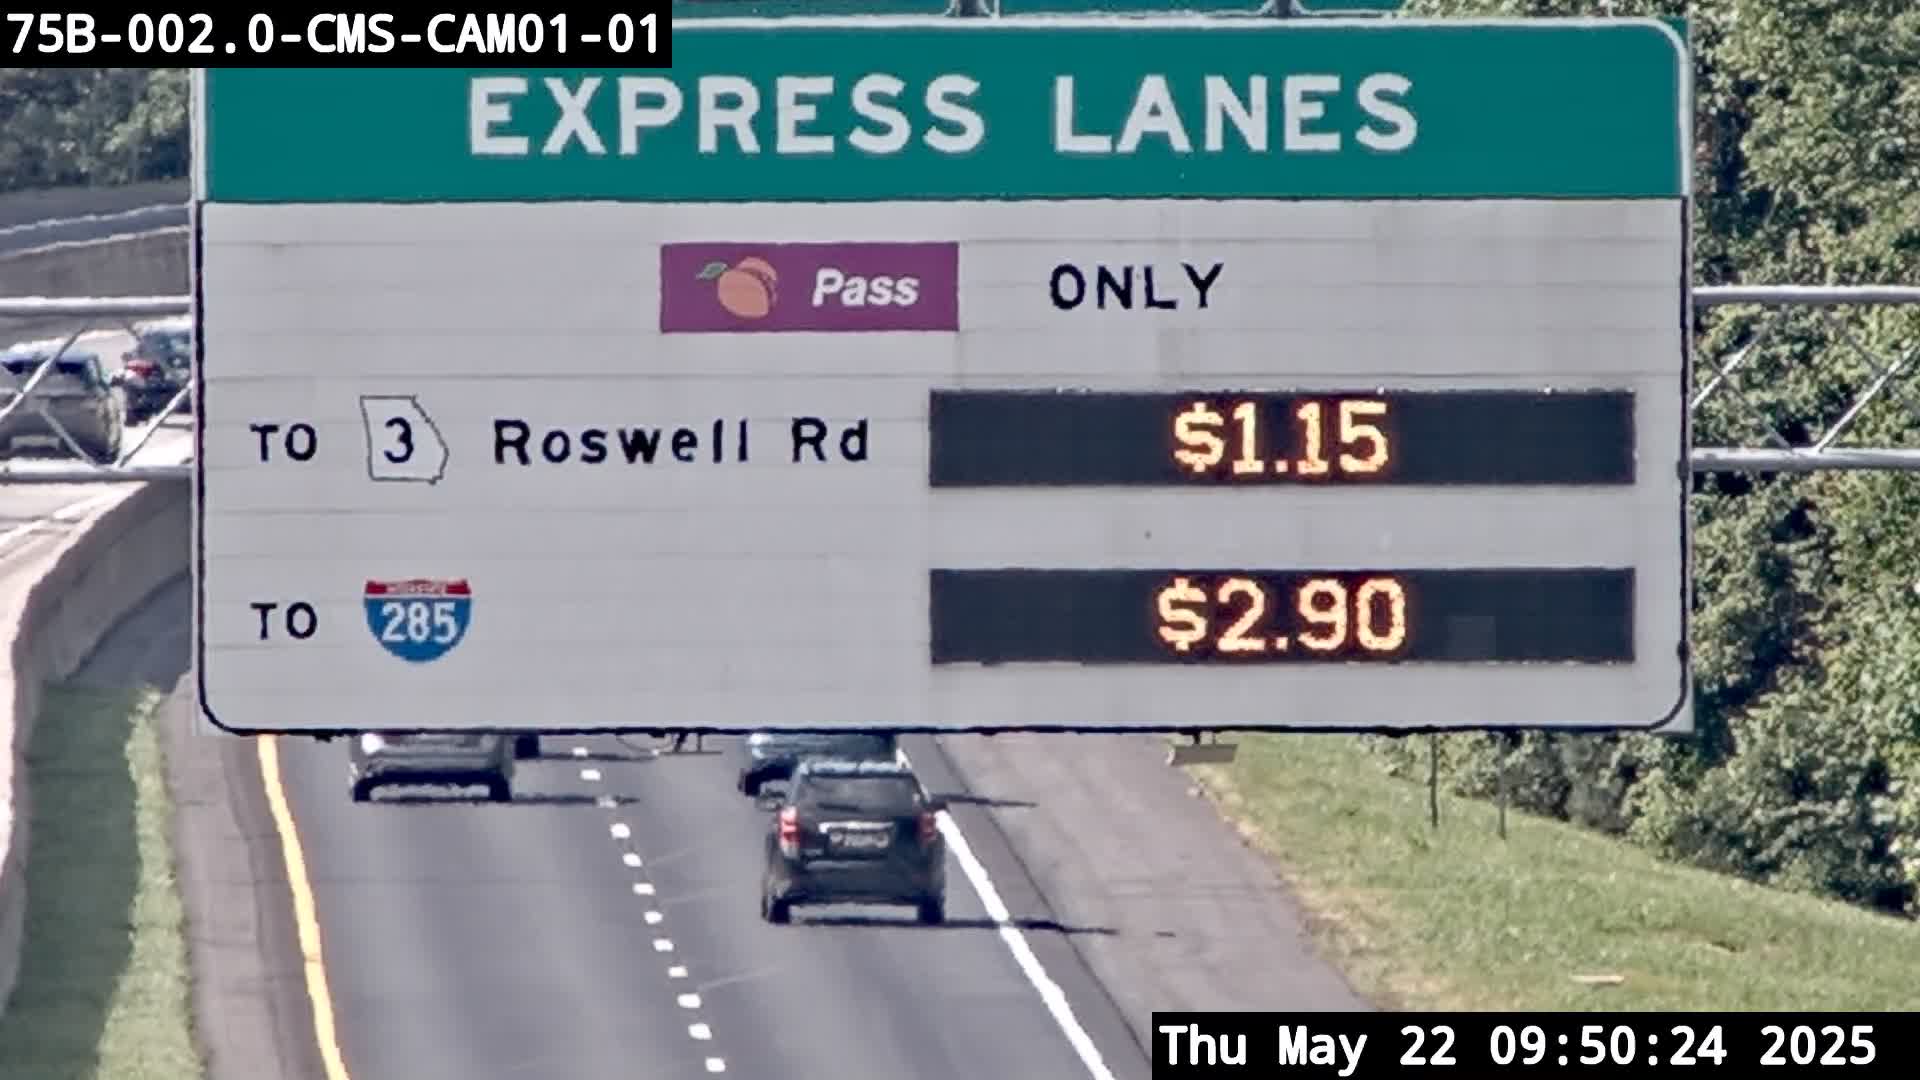 75B-002.0-CMS-CAM01-01
EXPRESS LANES
Pass ONLY
TO 3 Roswell Rd $1.15
INTERSTATE
TO 285 $2.90
Thu May 22 09:50:24 2025